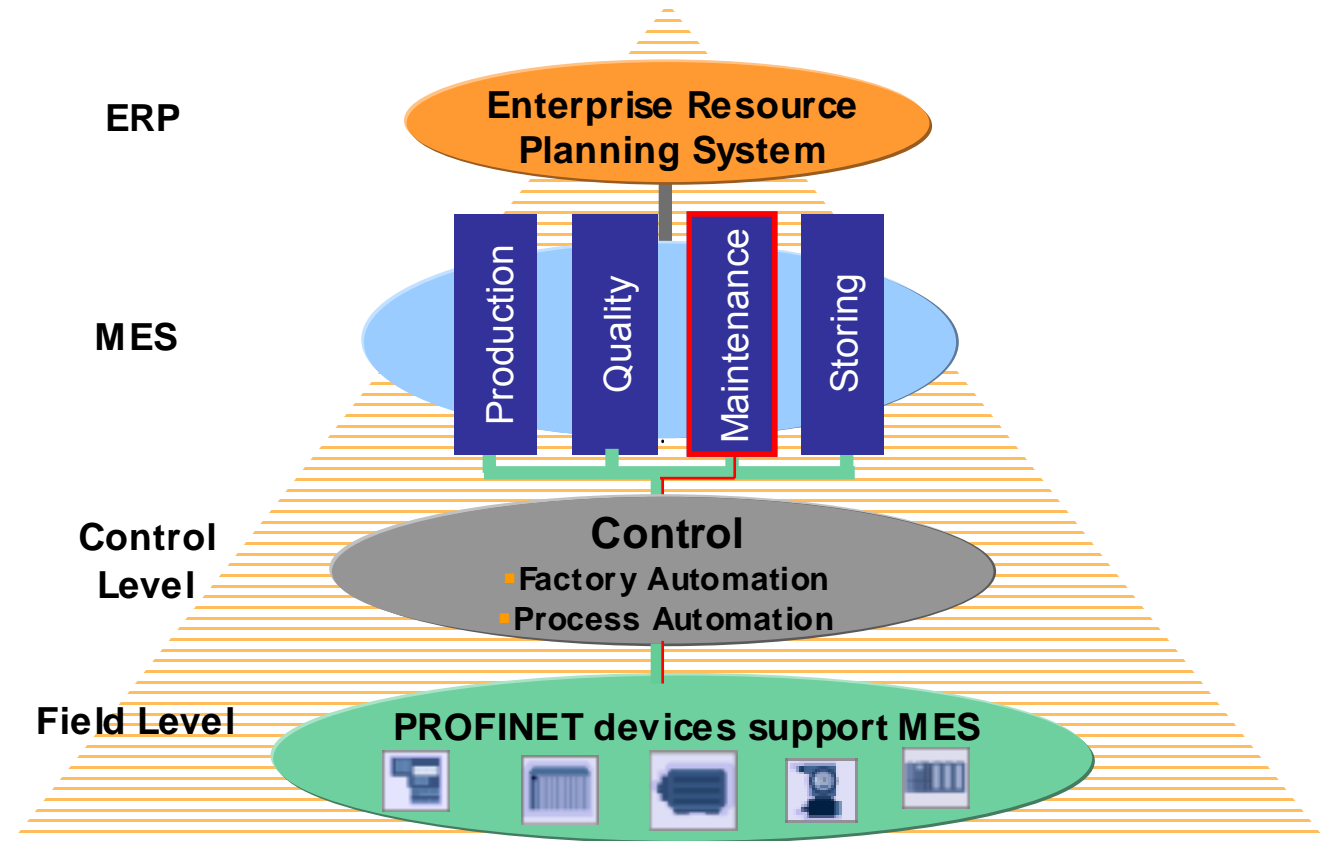 ERP
Enterprise Resource
Planning System
MES
Production
Quality
Maintenance
Storing
Control
Level
Control
▪Factory Automation
▪Process Automation
Field Level
PROFINET devices support MES